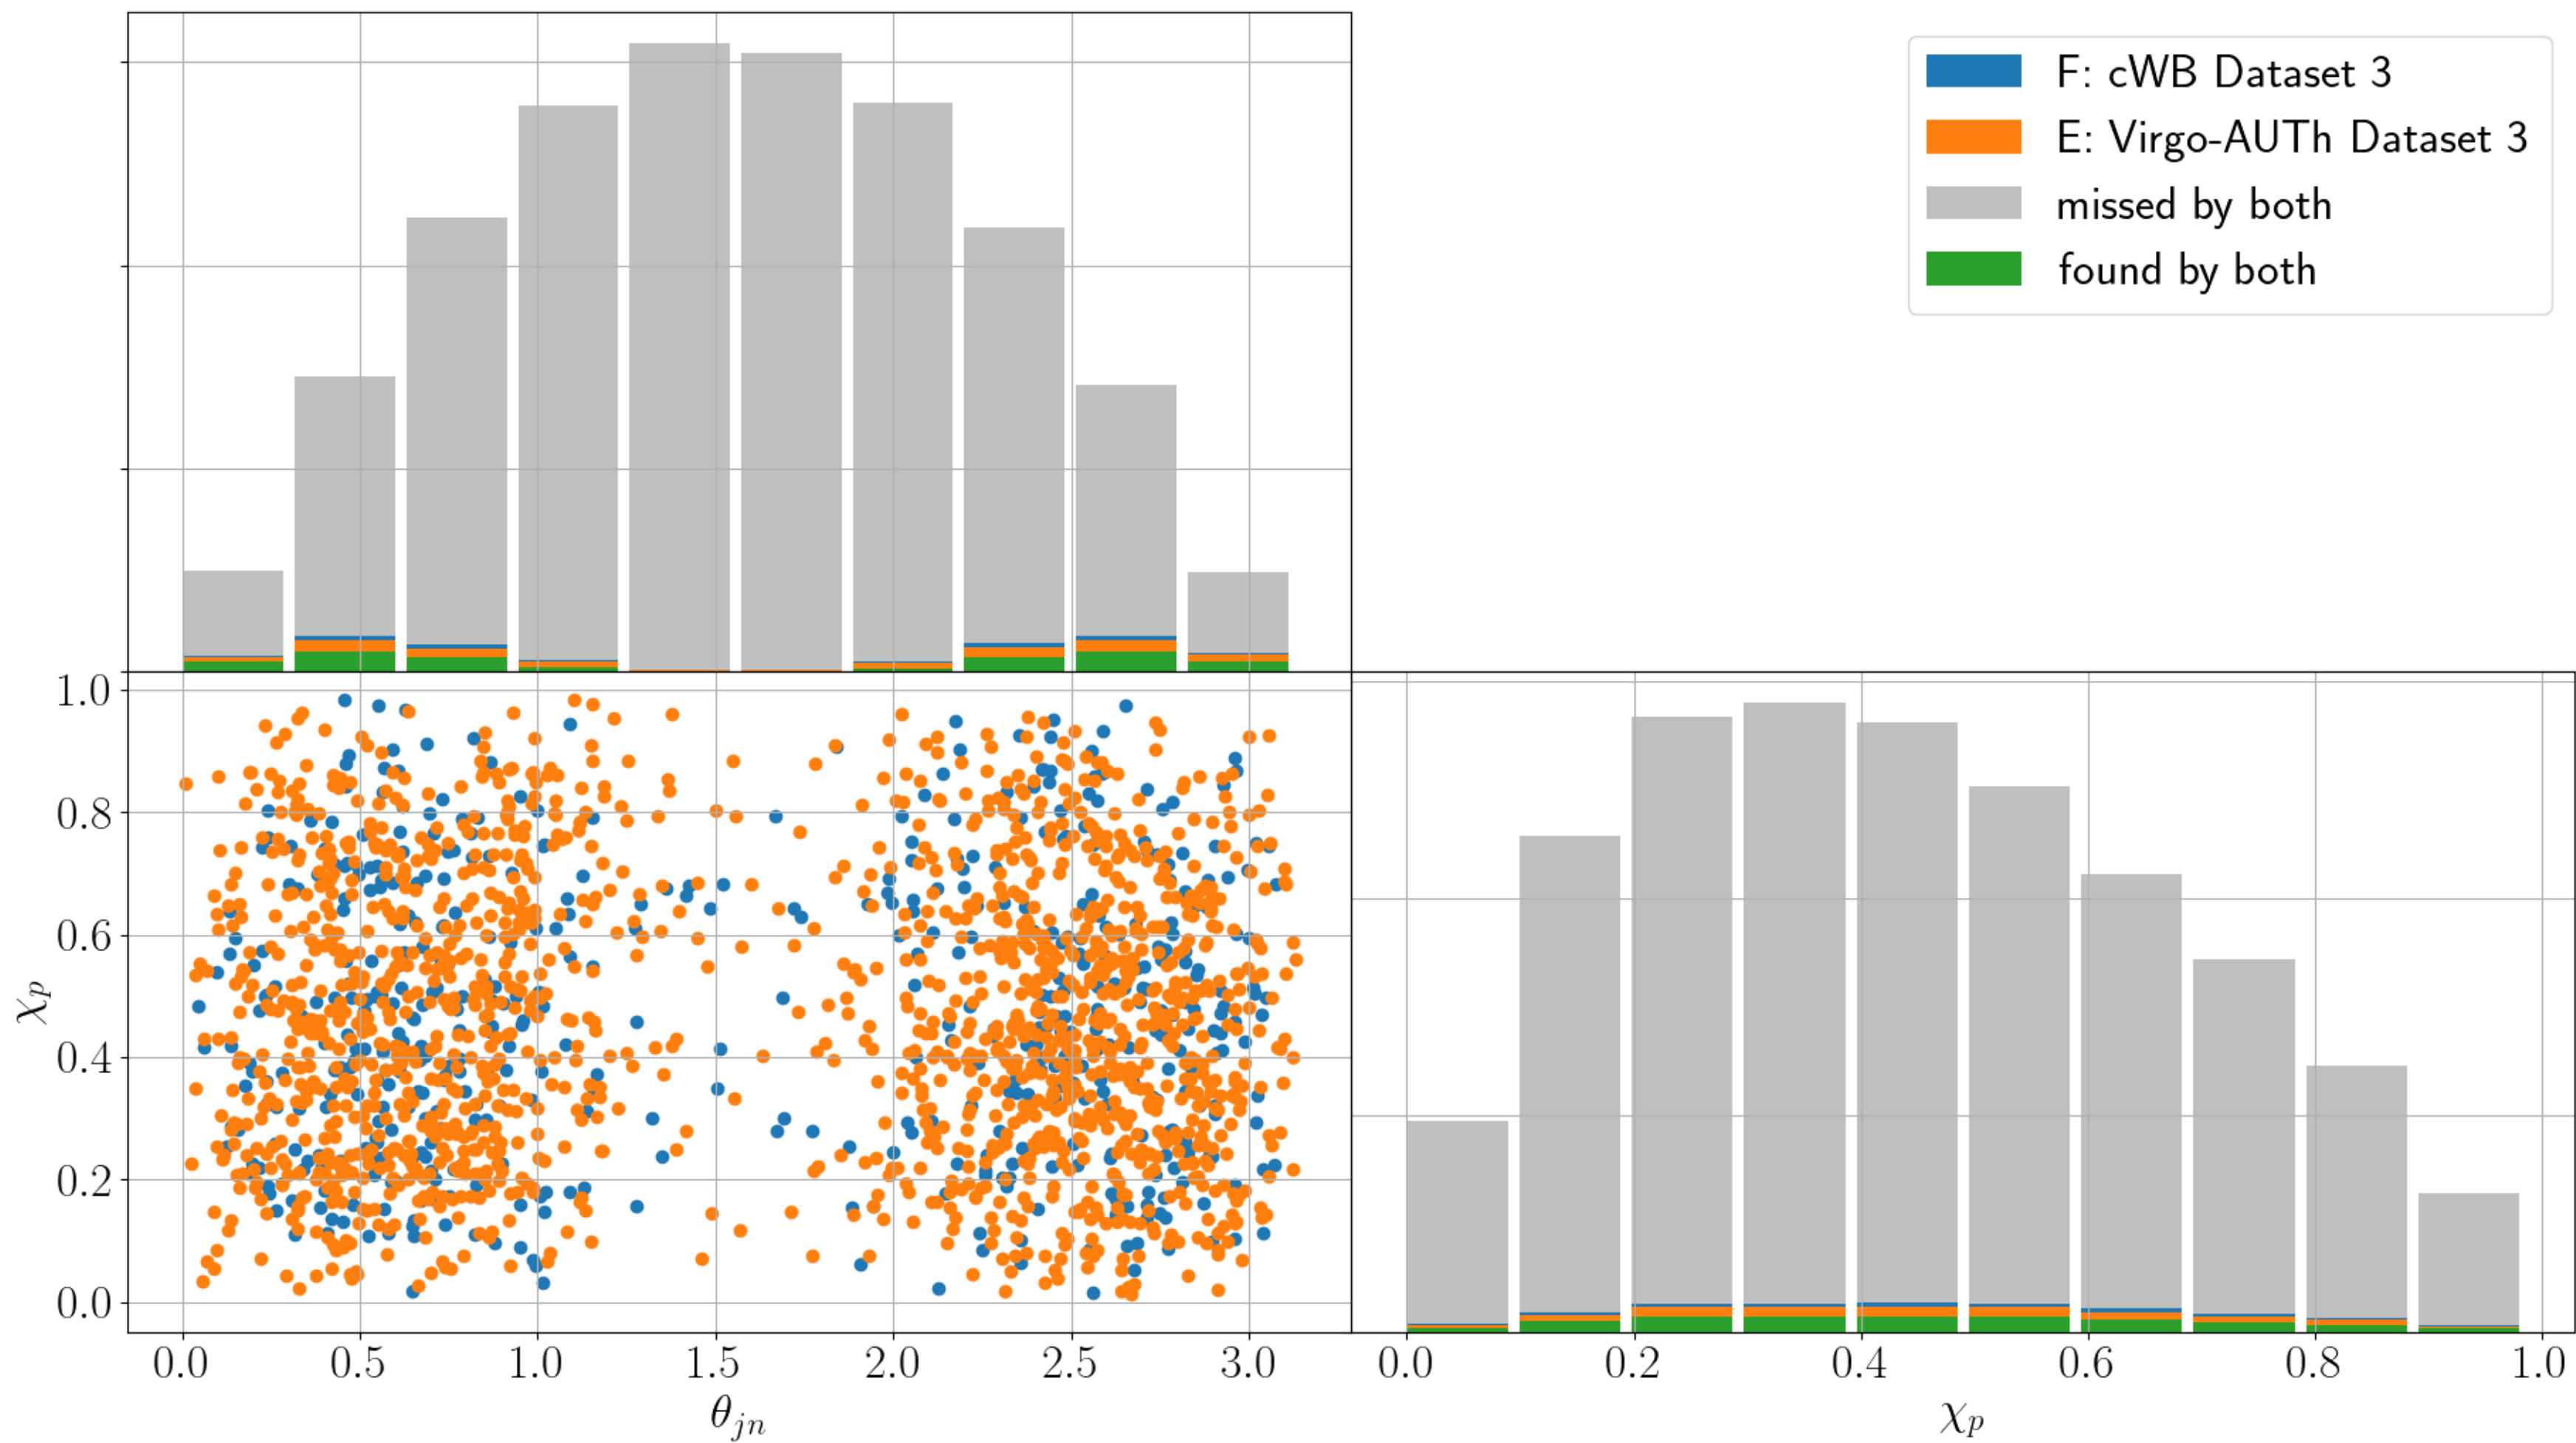 F: cWB Dataset 3
E: Virgo-AUTh Dataset 3
missed by both
found by both
1.0
0.8
0.6
0.4
0.2
0.0
χp
0.0 0.5 1.0 1.5 2.0 2.5 3.0
θjn
0.0 0.2 0.4 0.6 0.8 1.0
χp